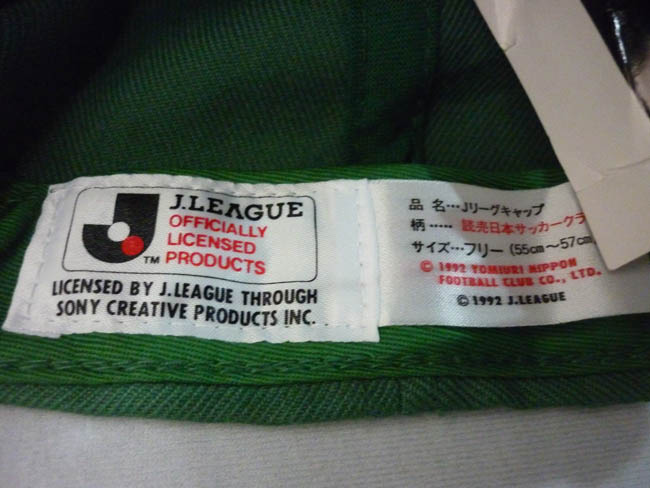 J.LEAGUE
OFFICIALLY
LICENSED
PRODUCTS
TM
LICENSED BY J.LEAGUE THROUGH
SONY CREATIVE PRODUCTS INC.
品 名…Jリーグキャップ
柄…‥読売日本サッカークラ
サイズ…フリー(55cm〜57cm)
© 1992 YOMIURI NIPPON
FOOTBALL CLUB CO., LTD.
© 1992 J.LEAGUE